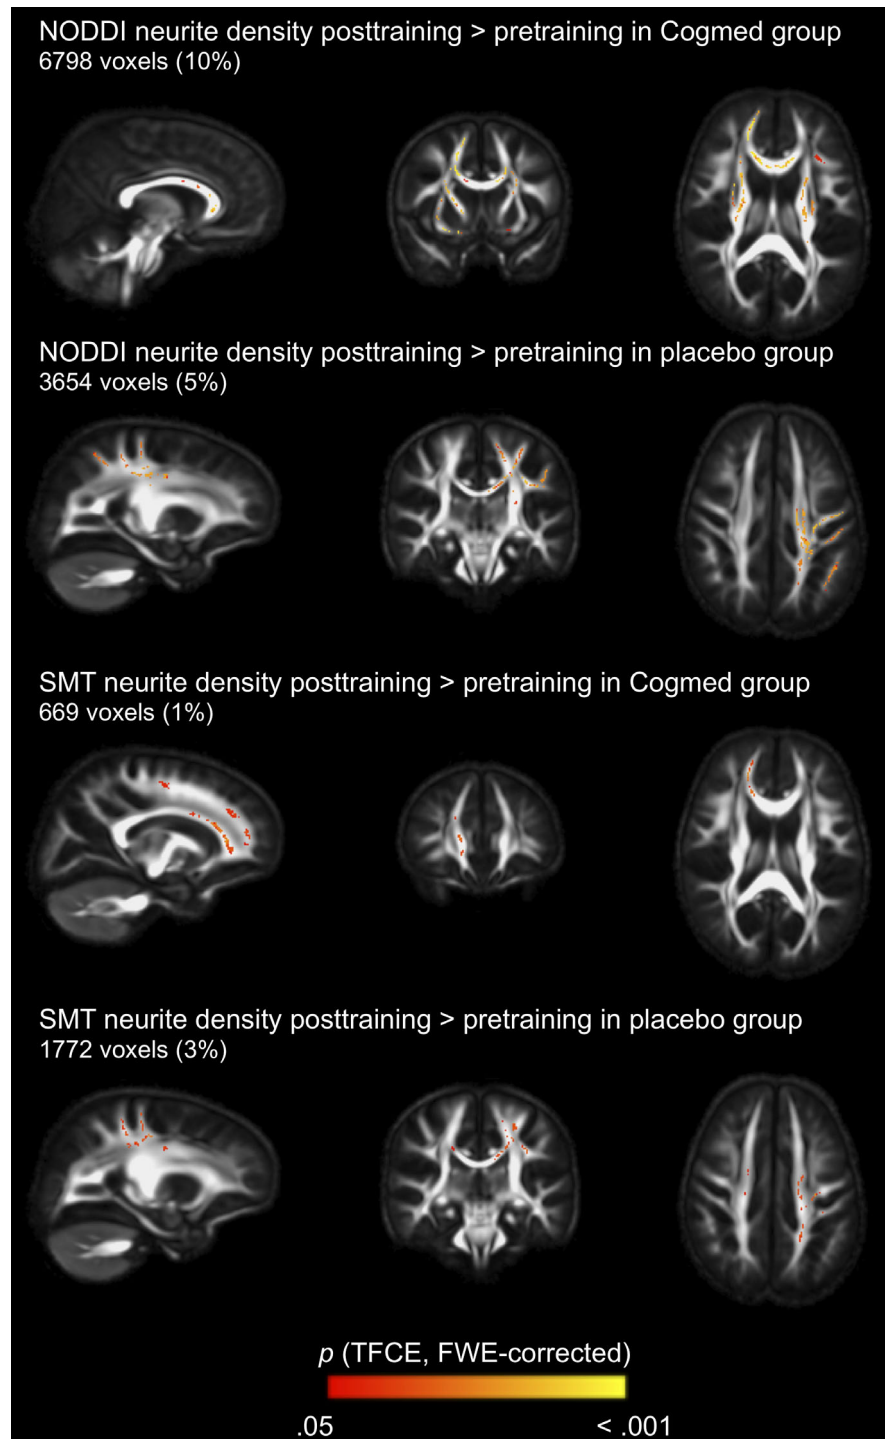 NODDI neurite density posttraining > pretraining in Cogmed group
6798 voxels (10%)
NODDI neurite density posttraining > pretraining in placebo group
3654 voxels (5%)
SMT neurite density posttraining > pretraining in Cogmed group
669 voxels (1%)
SMT neurite density posttraining > pretraining in placebo group
1772 voxels (3%)
p (TFCE, FWE-corrected)
.05 < .001